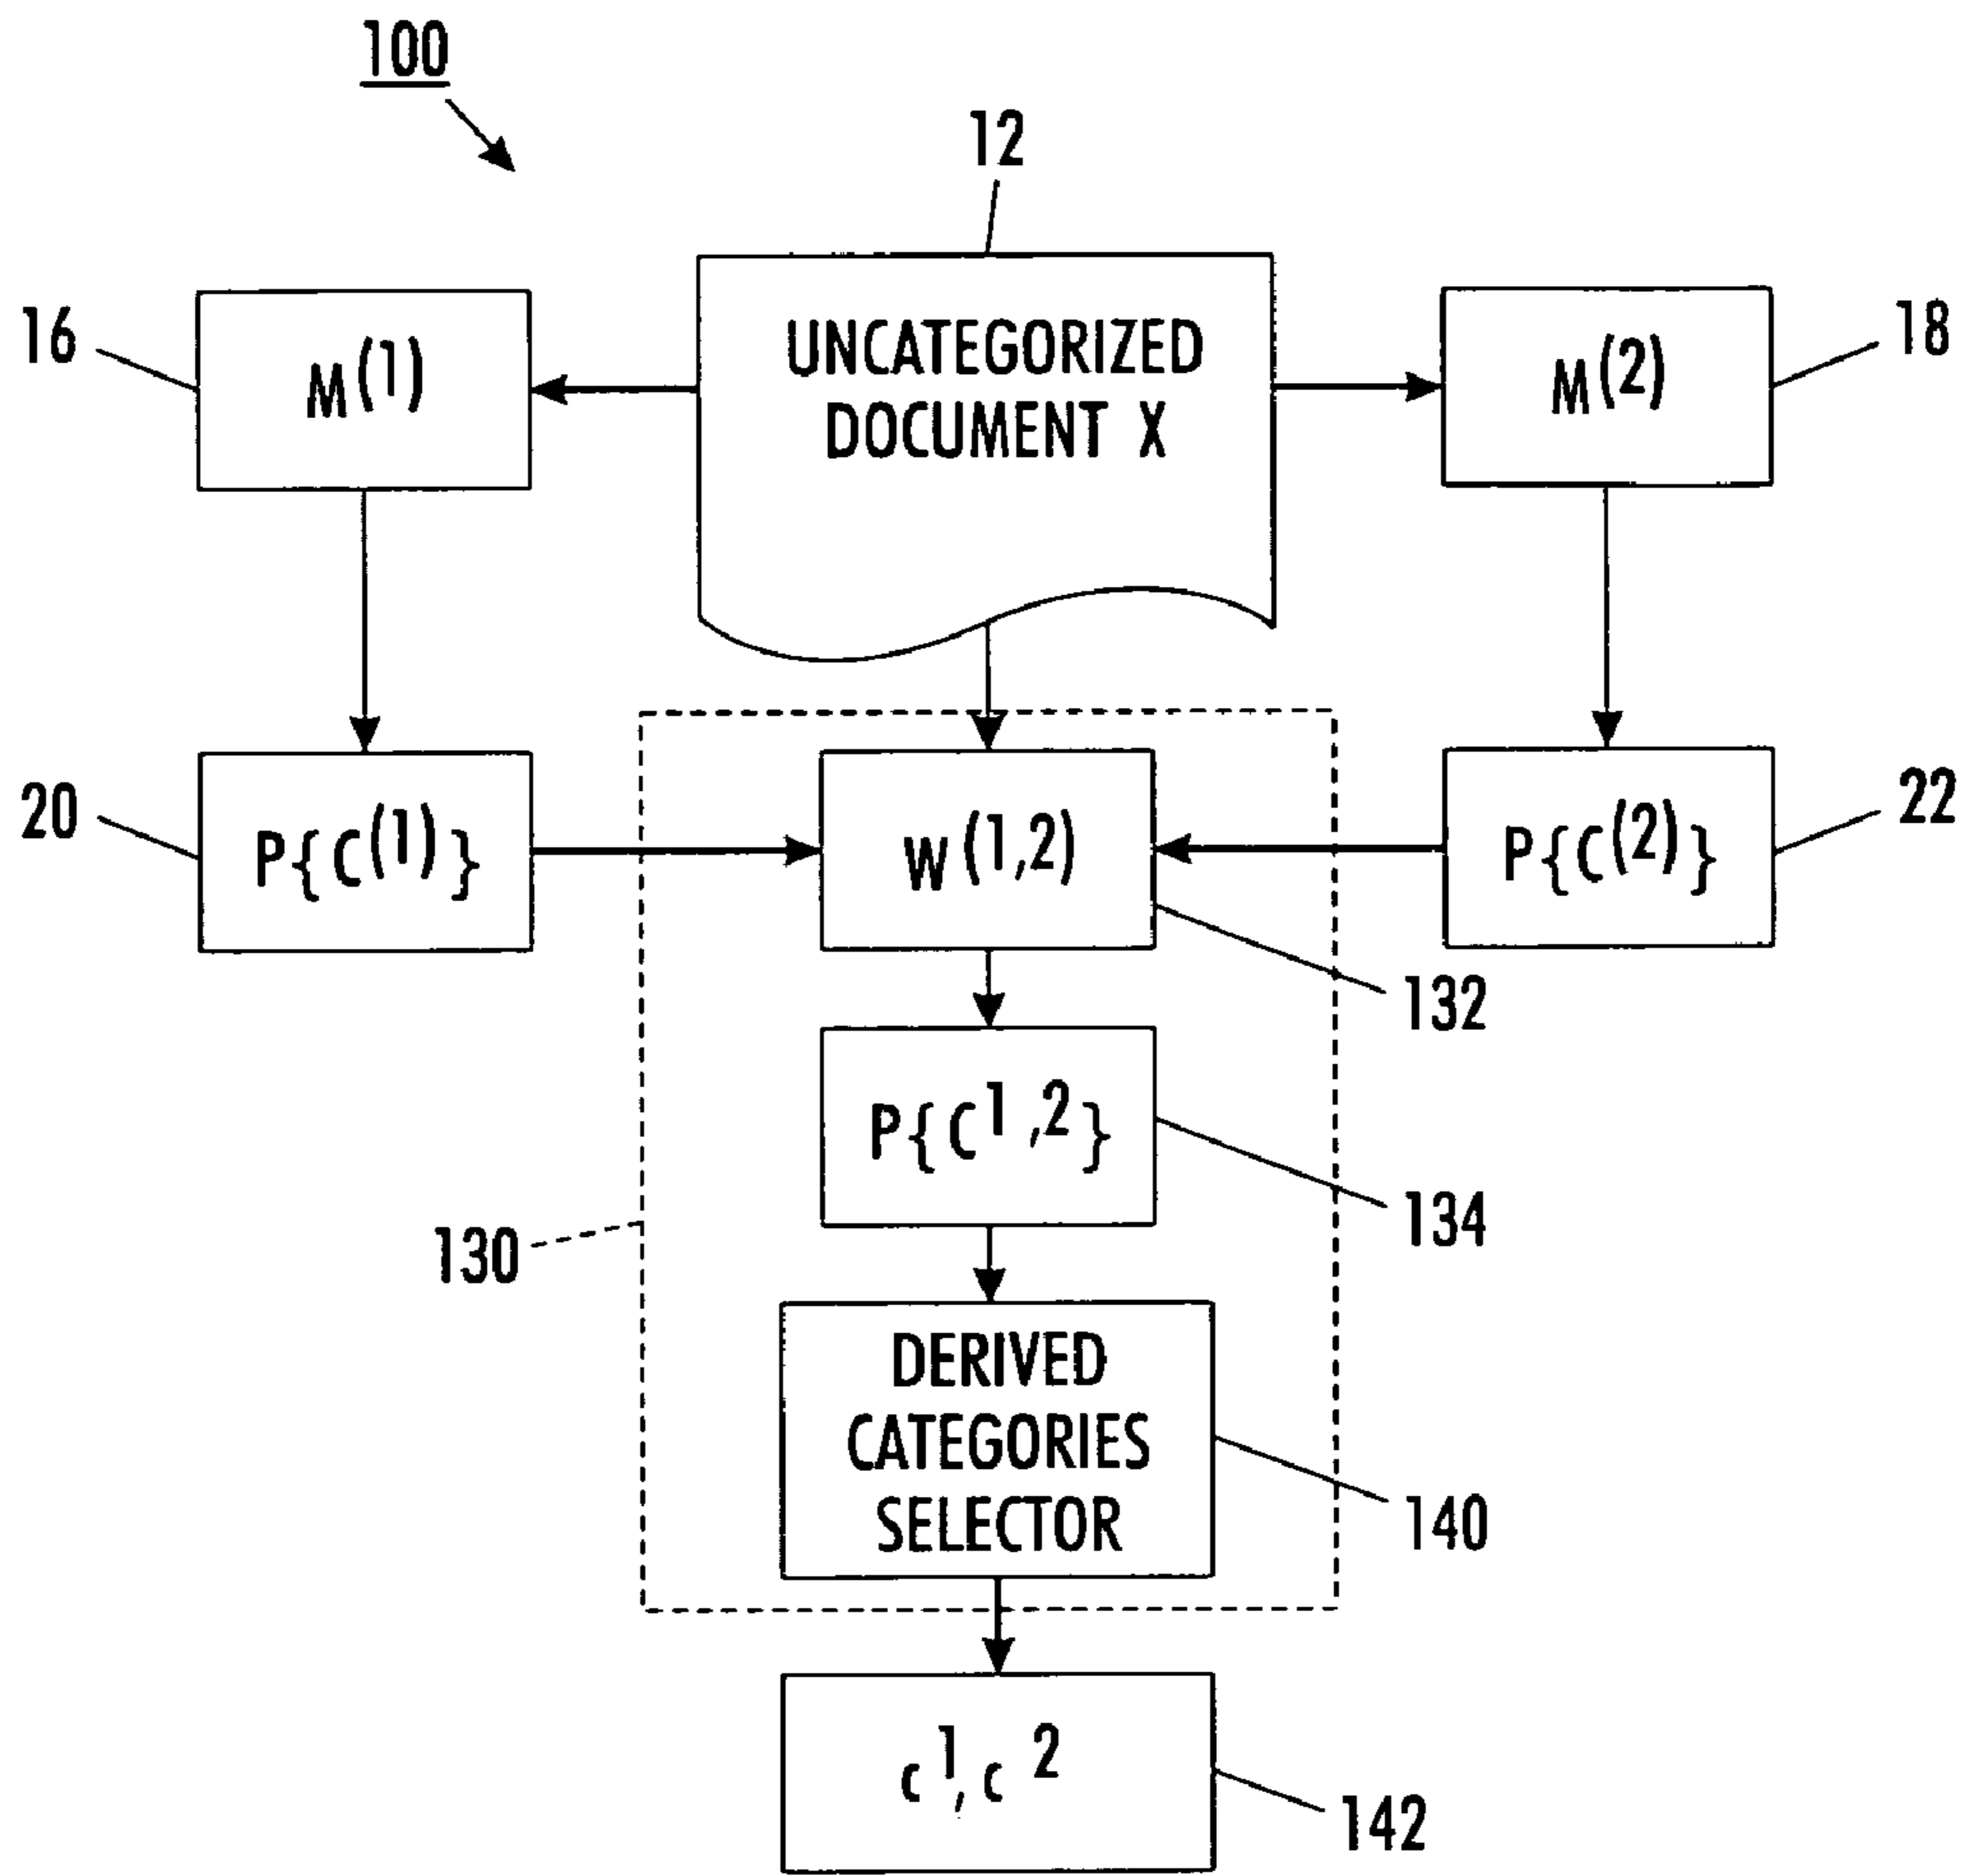 100
12
16
M(1)
UNCATEGORIZED
DOCUMENT X
M(2)
18
20
P{C(1)}
W(1,2)
P{C(2)}
22
132
P{C1,2}
134
130
DERIVED
CATEGORIES
SELECTOR
140
c1,c2
142